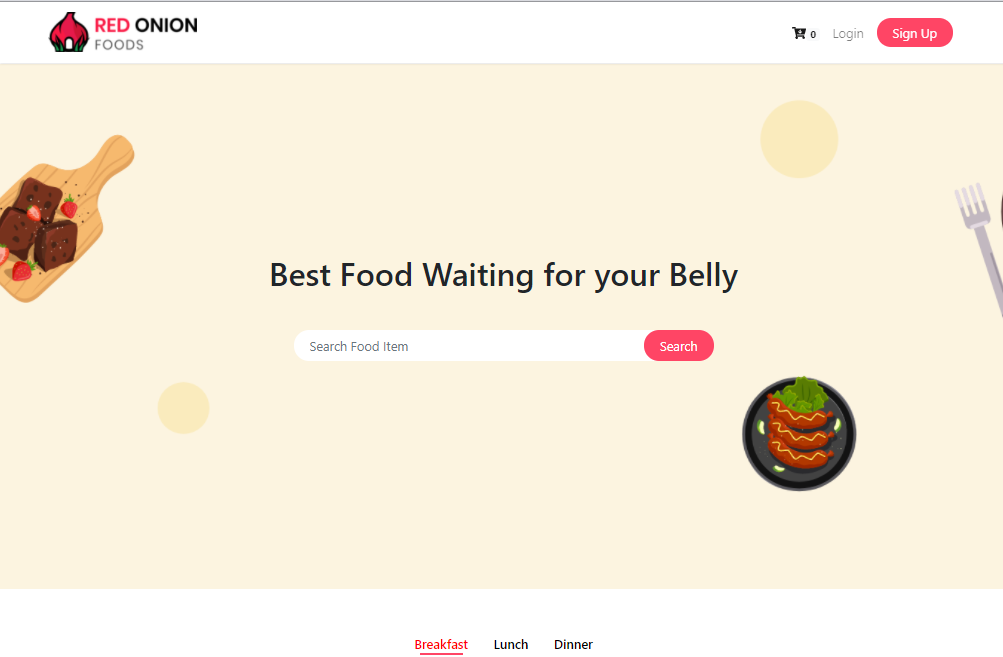 RED ONION
FOODS
0
Login
Sign Up
Best Food Waiting for your Belly
Search Food Item
Search
Breakfast
Lunch
Dinner